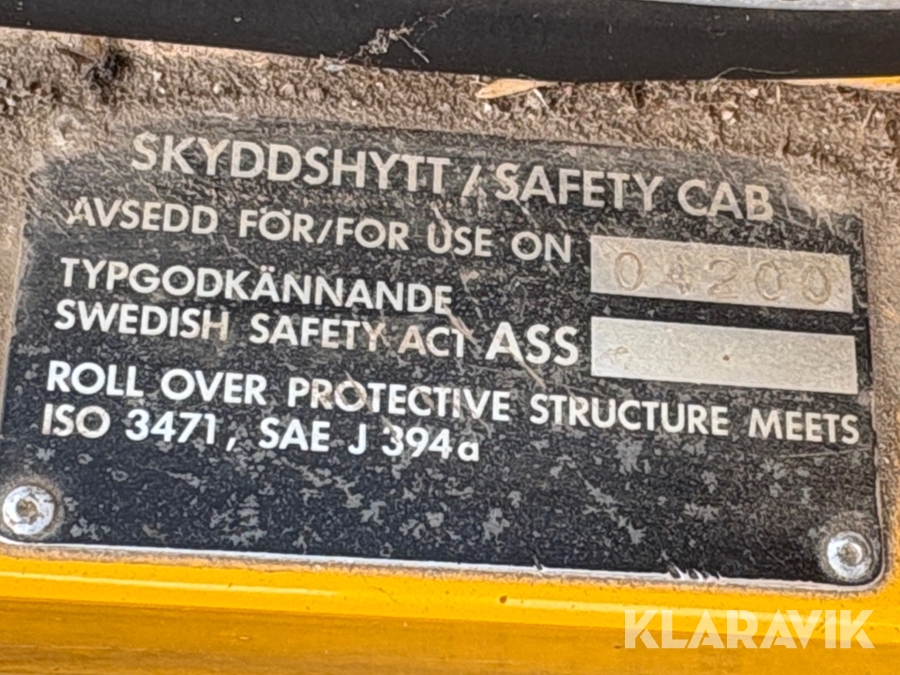 SKYDDSHYTT / SAFETY CAB
AVSEDD FÖR/FOR USE ON 04200
TYPGODKÄNNANDE
SWEDISH SAFETY ACT ASS
ROLL OVER PROTECTIVE STRUCTURE MEETS
ISO 3471, SAE J 394a
KLARAVIK